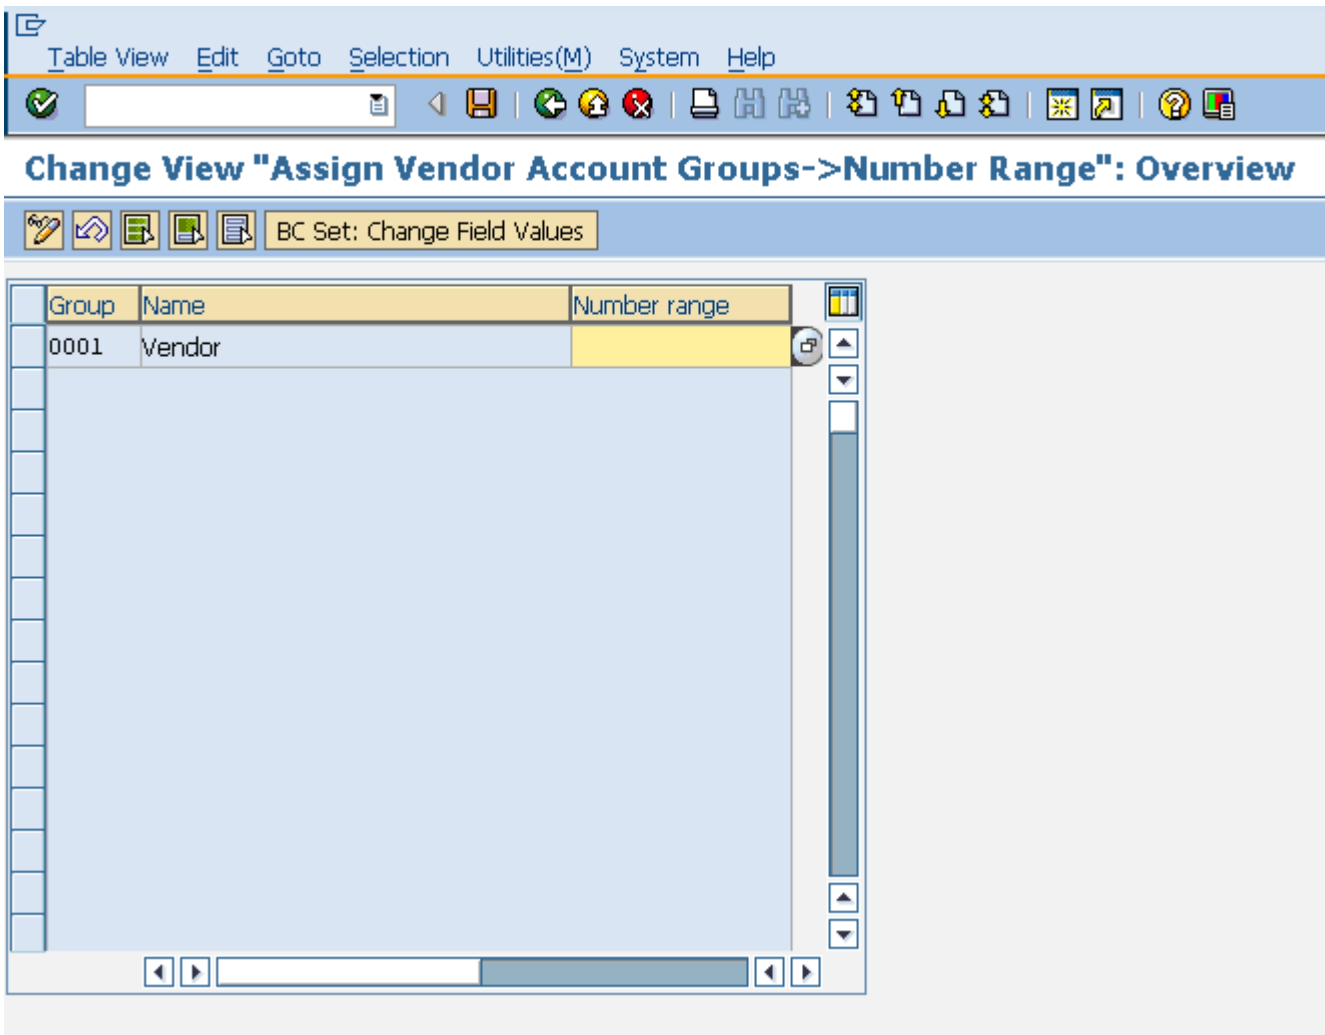 Table View Edit Goto Selection Utilities(M) System Help
Change View "Assign Vendor Account Groups->Number Range": Overview
BC Set: Change Field Values
Group Name Number range
0001 Vendor